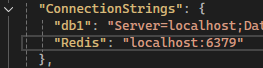 "ConnectionStrings": {
"db1": "Server=localhost;Dat
"Redis": "localhost:6379"
},